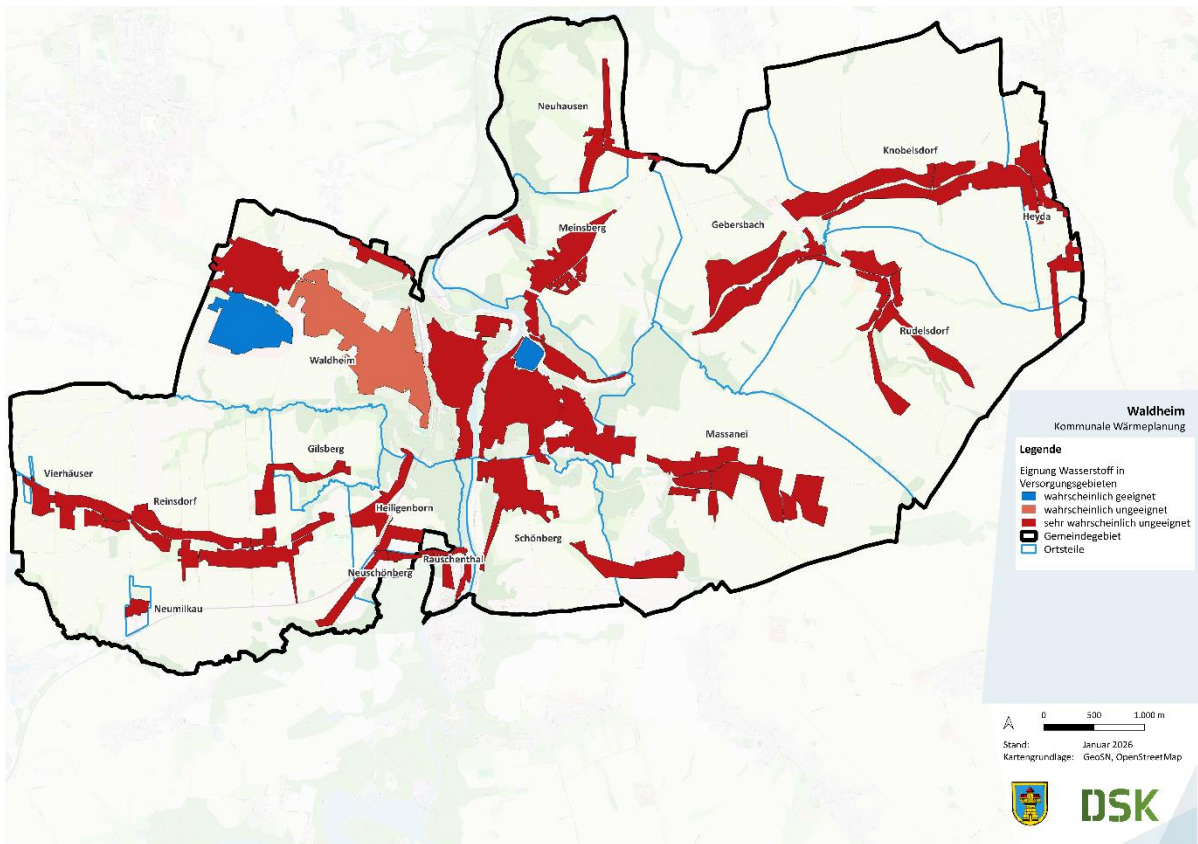 Neuhausen
Knobelsdorf
Heyda
Gebersbach
Meinsberg
Rudelsdorf
Waldheim
Massanei
Gilsberg
Vierhäuser
Reinsdorf
Heiligenborn
Schönberg
Rauschenthal
Neuschönberg
Neumilkau
Waldheim
Kommunale Wärmeplanung
Legende
Eignung Wasserstoff in
Versorgungsgebieten
wahrscheinlich geeignet
wahrscheinlich ungeeignet
sehr wahrscheinlich ungeeignet
Gemeindegebiet
Ortsteile
0 500 1.000 m
Stand: Januar 2026
Kartengrundlage: GeoSN, OpenStreetMap
DSK